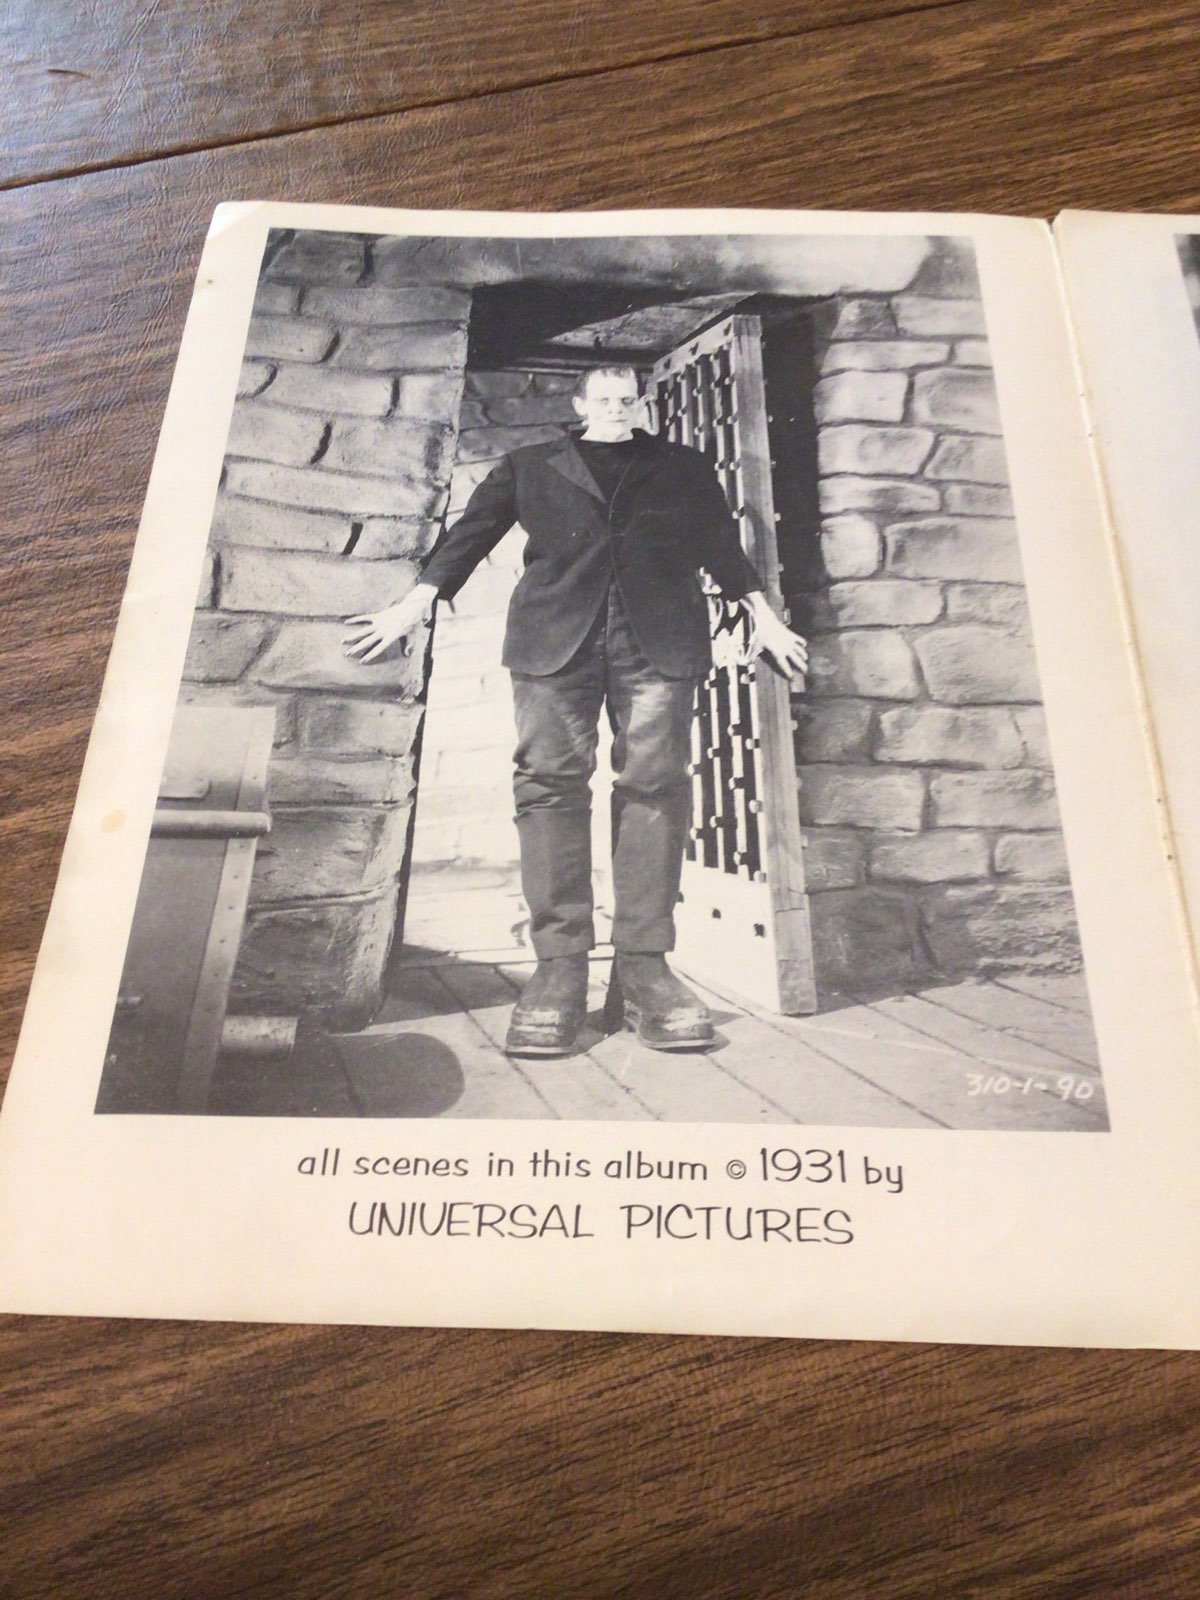 310-1-90
all scenes in this album © 1931 by
UNIVERSAL PICTURES